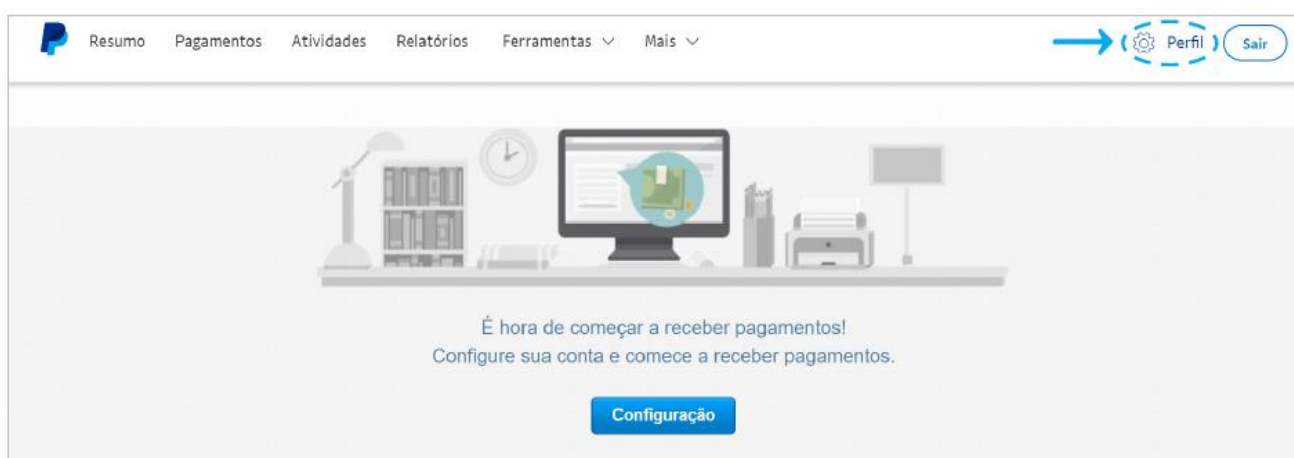 Resumo Pagamentos Atividades Relatórios Ferramentas Mais Perfil Sair
É hora de começar a receber pagamentos!
Configure sua conta e comece a receber pagamentos.
Configuração